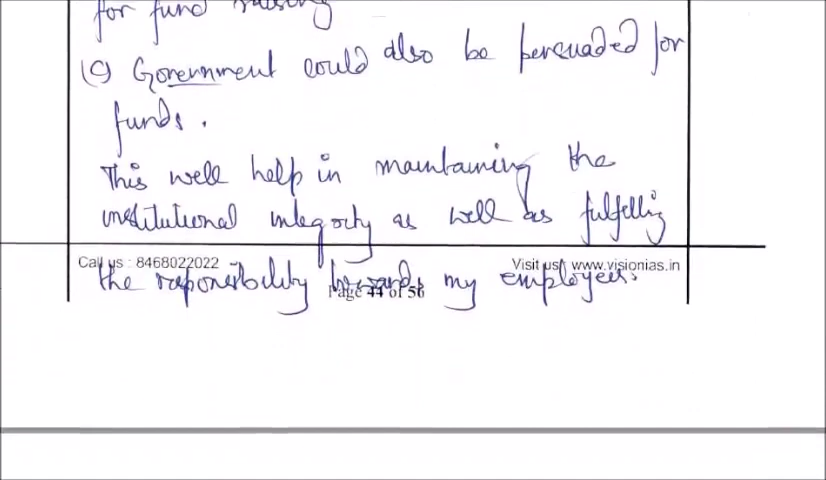 for fund raising
(c) Government could also be persuaded for
funds.
This well help in maintaining the
institutional integrity as well as fulfilling
Call us : 8468022022 Visit us : www.visionias.in
the responsibility towards my employees.
Page 44 of 56